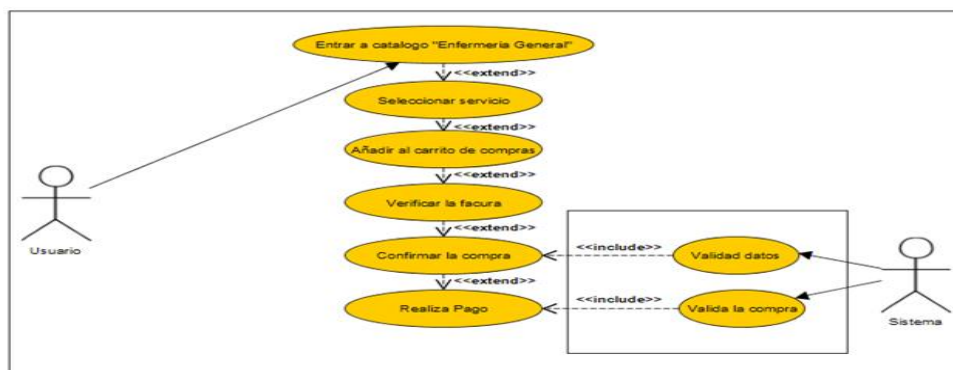 Entrar a catalogo "Enfermeria General"
<<extend>>
Seleccionar servicio
<<extend>>
Añadir al carrito de compras
<<extend>>
Verificar la facura
<<extend>>
Usuario
Confirmar la compra
<<include>>
Validad datos
<<extend>>
Realiza Pago
<<include>>
Valida la compra
Sistema